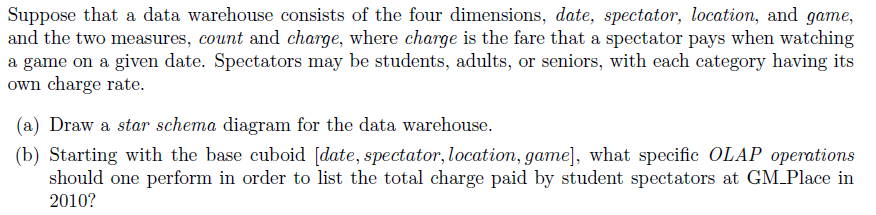 Suppose that a data warehouse consists of the four dimensions, date, spectator, location, and game,
and the two measures, count and charge, where charge is the fare that a spectator pays when watching
a game on a given date. Spectators may be students, adults, or seniors, with each category having its
own charge rate.
(a) Draw a star schema diagram for the data warehouse.
(b) Starting with the base cuboid [date, spectator, location, game], what specific OLAP operations
should one perform in order to list the total charge paid by student spectators at GM_Place in
2010?